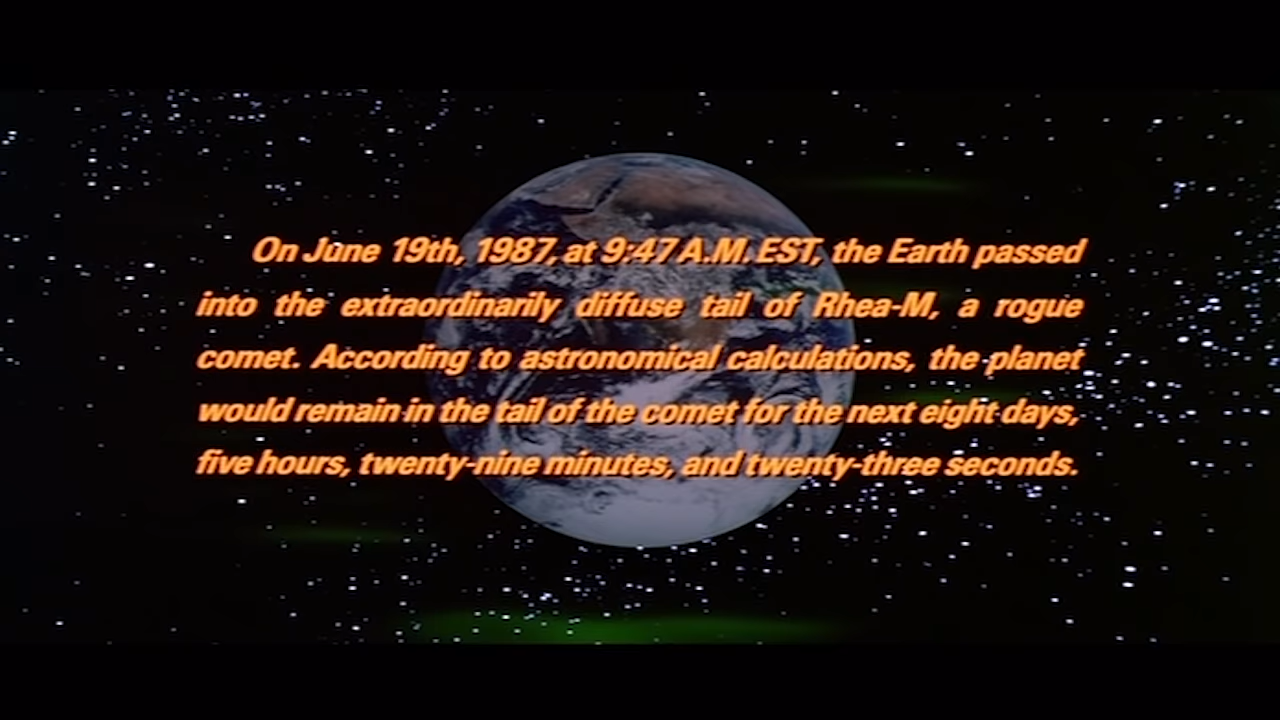 On June 19th, 1987, at 9:47 A.M. EST, the Earth passed
into the extraordinarily diffuse tail of Rhea-M, a rogue
comet. According to astronomical calculations, the planet
would remain in the tail of the comet for the next eight days,
five hours, twenty-nine minutes, and twenty-three seconds.